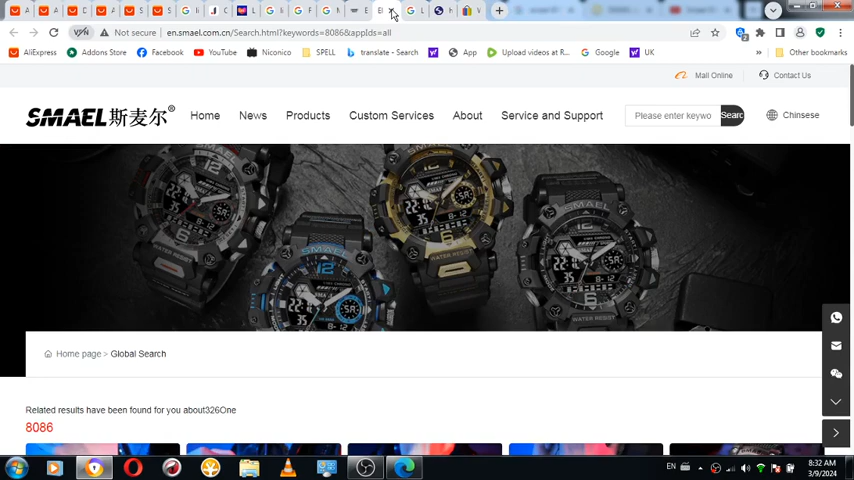 Not secure
en.smael.com.cn/Search.html?keywords=8086&appIds=all
AliExpress
Addons Store
Facebook
YouTube
Niconico
SPELL
translate - Search
App
Upload videos at R...
Google
UK
»
Other bookmarks
Mall Online
Contact Us
SMAEL斯麦尔®
Home
News
Products
Custom Services
About
Service and Support
Please enter keywo
Searc
Chinsese
Home page > Global Search
Related results have been found for you about326One
8086
EN
8:32 AM
3/9/2024